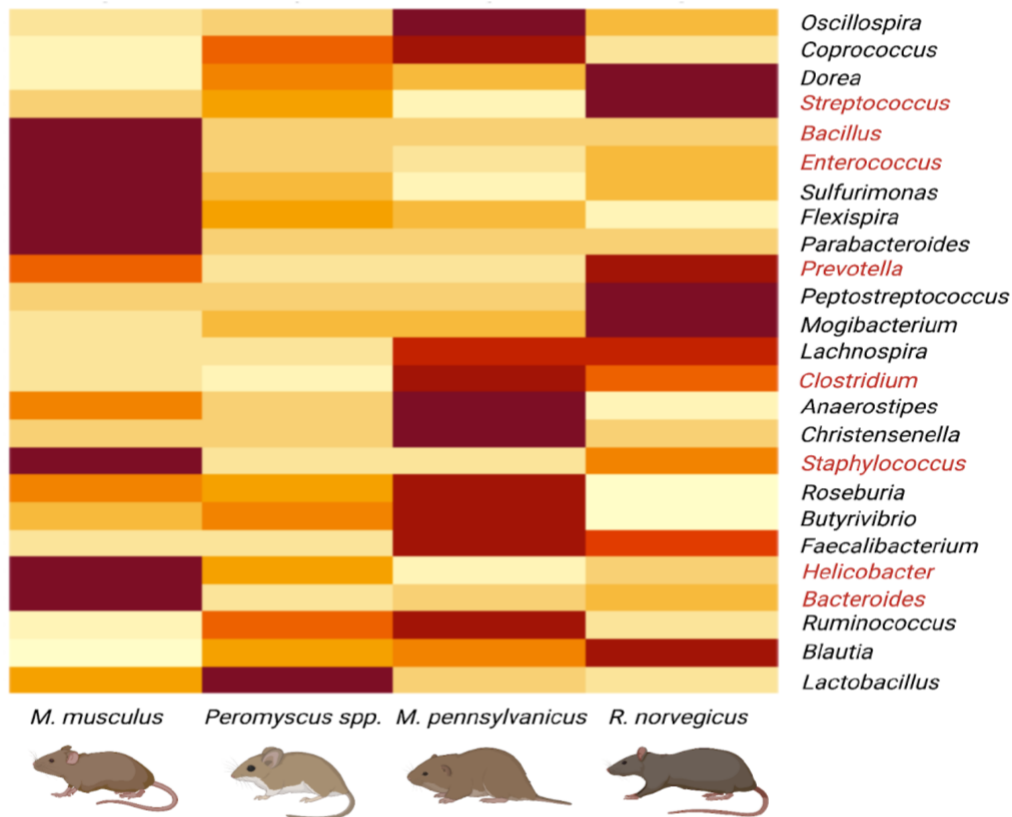 Oscillospira
Coprococcus
Dorea
Streptococcus
Bacillus
Enterococcus
Sulfurimonas
Flexispira
Parabacteroides
Prevotella
Peptostreptococcus
Mogibacterium
Lachnospira
Clostridium
Anaerostipes
Christensenella
Staphylococcus
Roseburia
Butyrivibrio
Faecalibacterium
Helicobacter
Bacteroides
Ruminococcus
Blautia
Lactobacillus
M. musculus Peromyscus spp. M. pennsylvanicus R. norvegicus